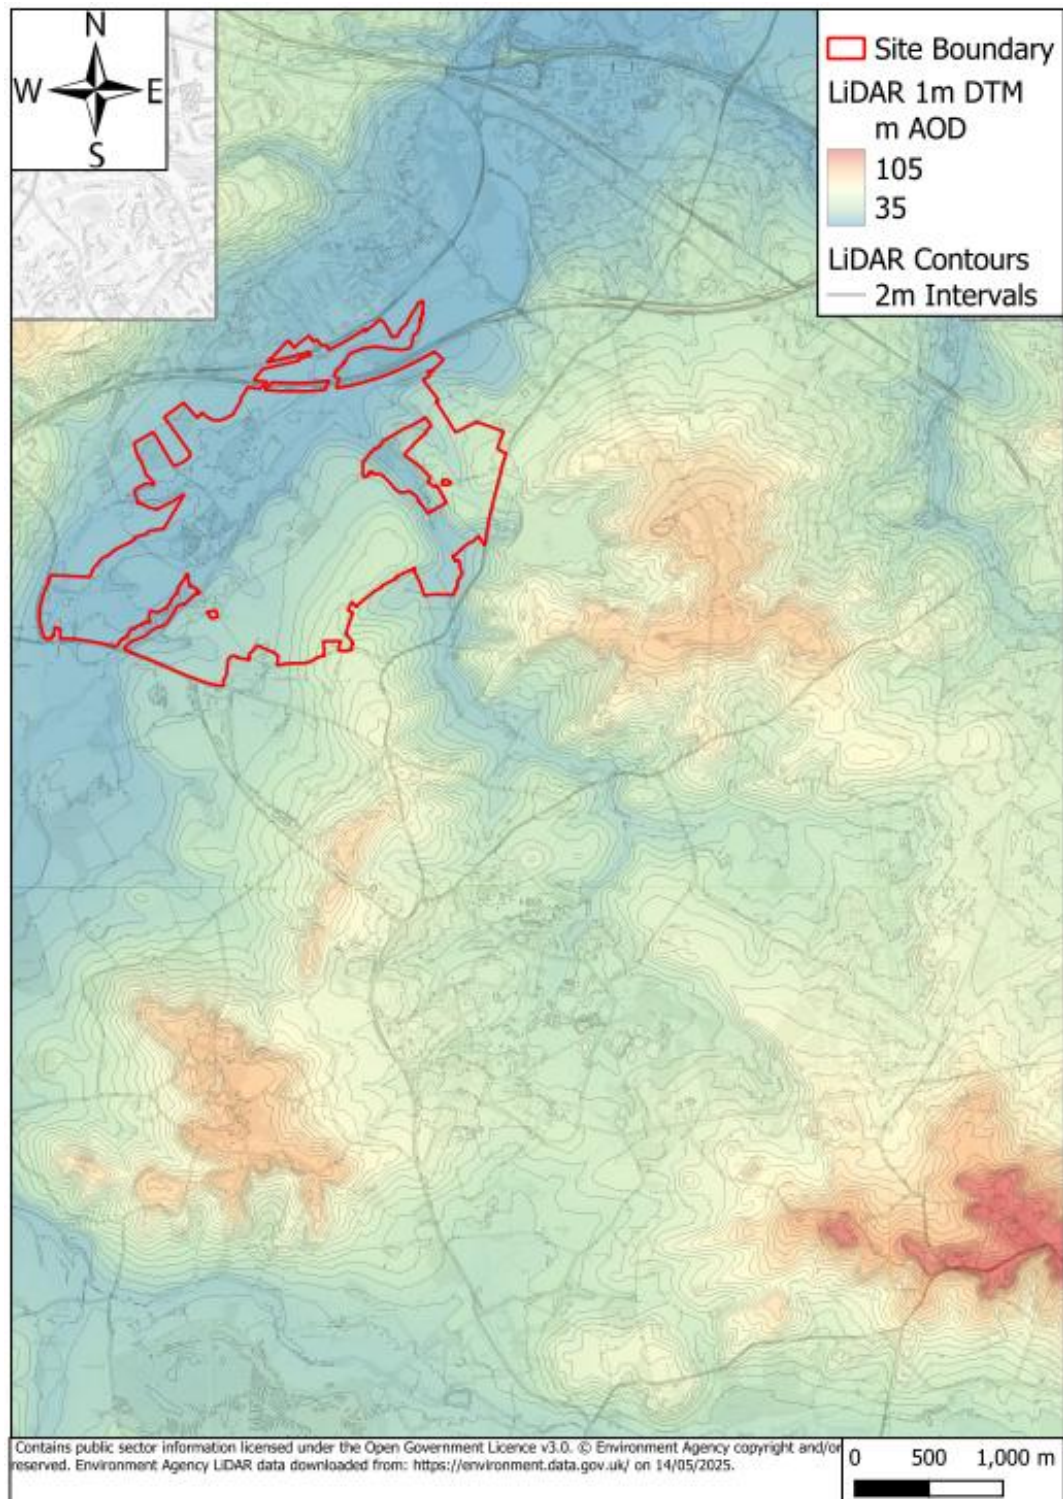 N
W E
S
Site Boundary
LiDAR 1m DTM
m AOD
105
35
LiDAR Contours
2m Intervals
Contains public sector information licensed under the Open Government Licence v3.0. © Environment Agency copyright and/or
reserved. Environment Agency LiDAR data downloaded from: https://environment.data.gov.uk/ on 14/05/2025.
0 500 1,000 m